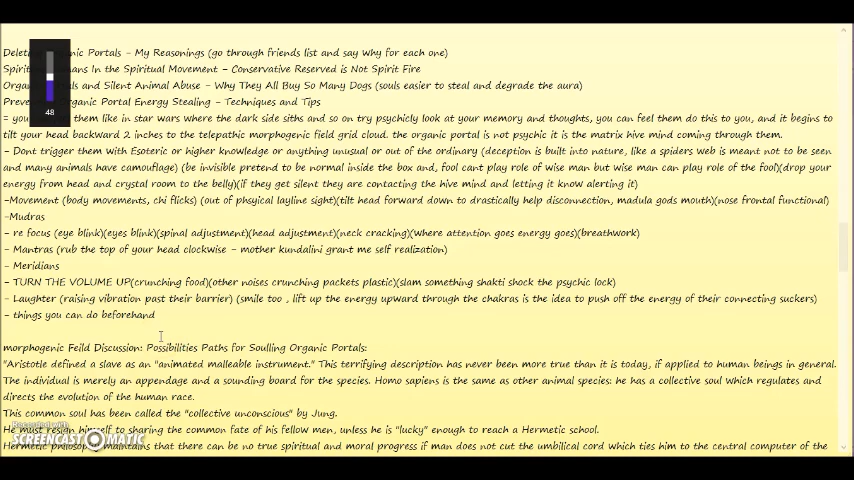 Delet nic Portals - My Reasonings (go through friends list and say why for each one)
Spiri mans In the Spiritual Movement - Conservative Reserved is Not Spirit Fire
Organ ls and Silent Animal Abuse - Why They All Buy So Many Dogs (souls easier to steal and degrade the aura)
Preve Organic Portal Energy Stealing - Techniques and Tips
= you them like in star wars where the dark side siths and so on try psychicly look at your memory and thoughts, you can feel them do this to you, and it begins to
tilt your head backward 2 inches to the telepathic morphogenic field grid cloud. the organic portal is not psychic it is the matrix hive mind coming through them.
- Dont trigger them with Esoteric or higher knowledge or anything unusual or out of the ordinary (deception is built into nature, like a spiders web is meant not to be seen
and many animals have camouflage) (be invisible pretend to be normal inside the box and, fool cant play role of wise man but wise man can play role of the fool)(drop your
energy from head and crystal room to the belly)(if they get silent they are contacting the hive mind and letting it know alerting it)
-Movement (body movements, chi flicks) (out of phsyical layline sight)(tilt head forward down to drastically help disconnection, madula gods mouth)(nose frontal functional)
-Mudras
- re focus (eye blink)(eyes blink)(spinal adjustment)(head adjustment)(neck cracking)(where attention goes energy goes)(breathwork)
- Mantras (rub the top of your head clockwise - mother kundalini grant me self realization)
- Meridians
- TURN THE VOLUME UP(crunching food)(other noises crunching packets plastic)(slam something shakti shock the psychic lock)
- Laughter (raising vibration past their barrier) (smile too , lift up the energy upward through the chakras is the idea to push off the energy of their connecting suckers)
- things you can do beforehand
morphogenic Feild Discussion: Possibilities Paths for Soulling Organic Portals:
"Aristotle defined a slave as an "animated malleable instrument." This terrifying description has never been more true than it is today, if applied to human beings in general.
The individual is merely an appendage and a sounding board for the species. Homo sapiens is the same as other animal species: he has a collective soul which regulates and
directs the evolution of the human race.
This common soul has been called the "collective unconscious" by Jung.
He must resign himself to sharing the common fate of his fellow men, unless he is "lucky" enough to reach a Hermetic school.
Hermetic philosophy maintains that there can be no true spiritual and moral progress if man does not cut the umbilical cord which ties him to the central computer of the
48
Recorded with
SCREENCAST MATIC